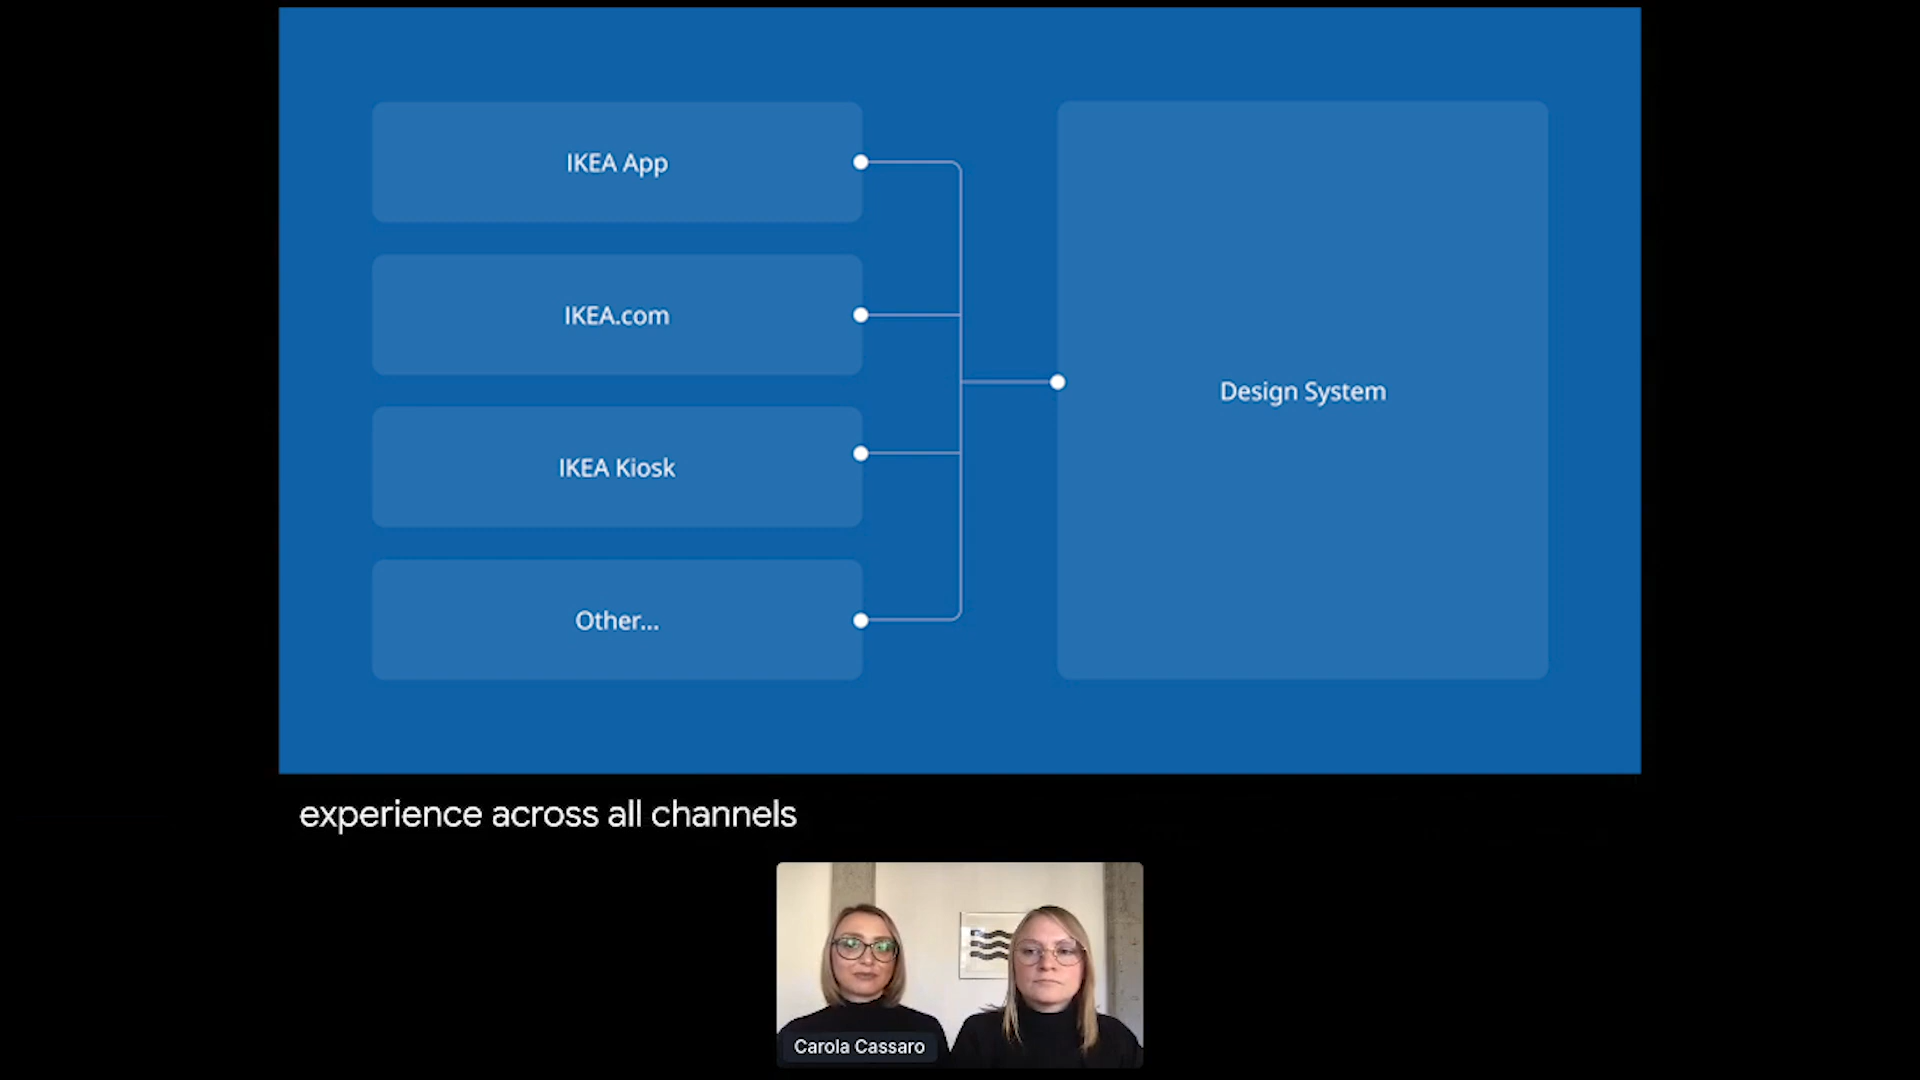 IKEA App
IKEA.com
IKEA Kiosk
Other...
Design System
experience across all channels
Carola Cassaro